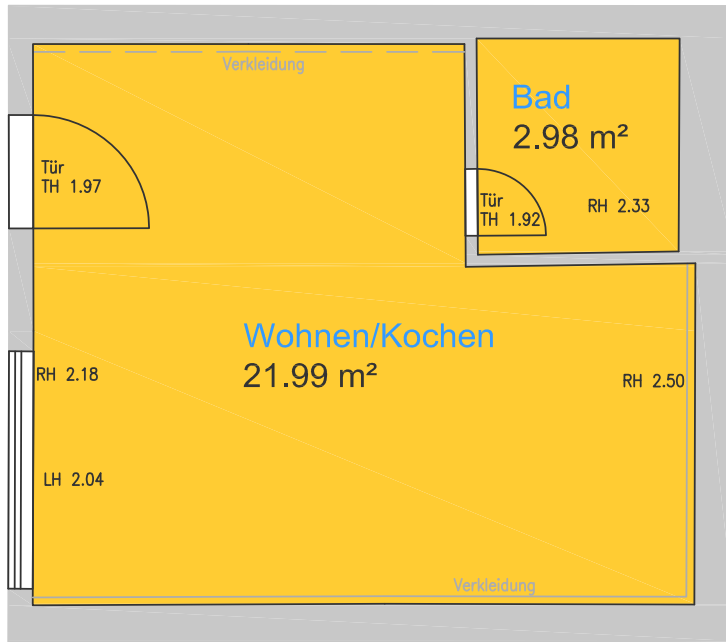 Verkleidung
Bad
2.98 m²
Tür
TH 1.97
Tür
TH 1.92
RH 2.33
Wohnen/Kochen
21.99 m²
RH 2.18
RH 2.50
LH 2.04
Verkleidung